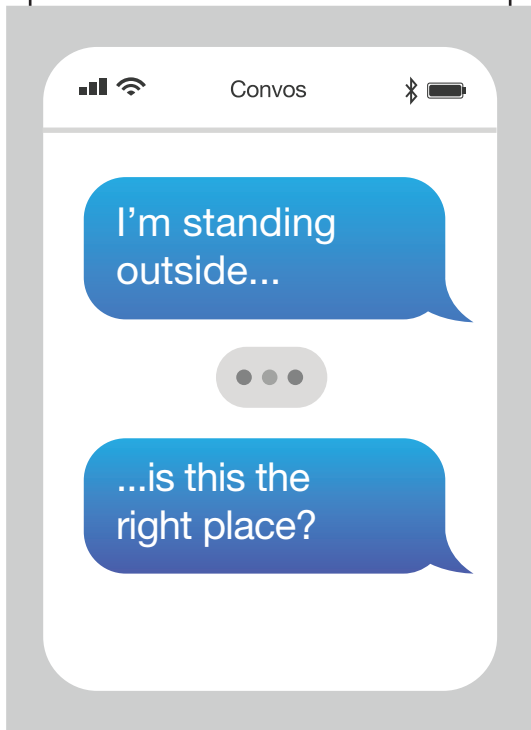 Convos
I’m standing
outside...
...is this the
right place?